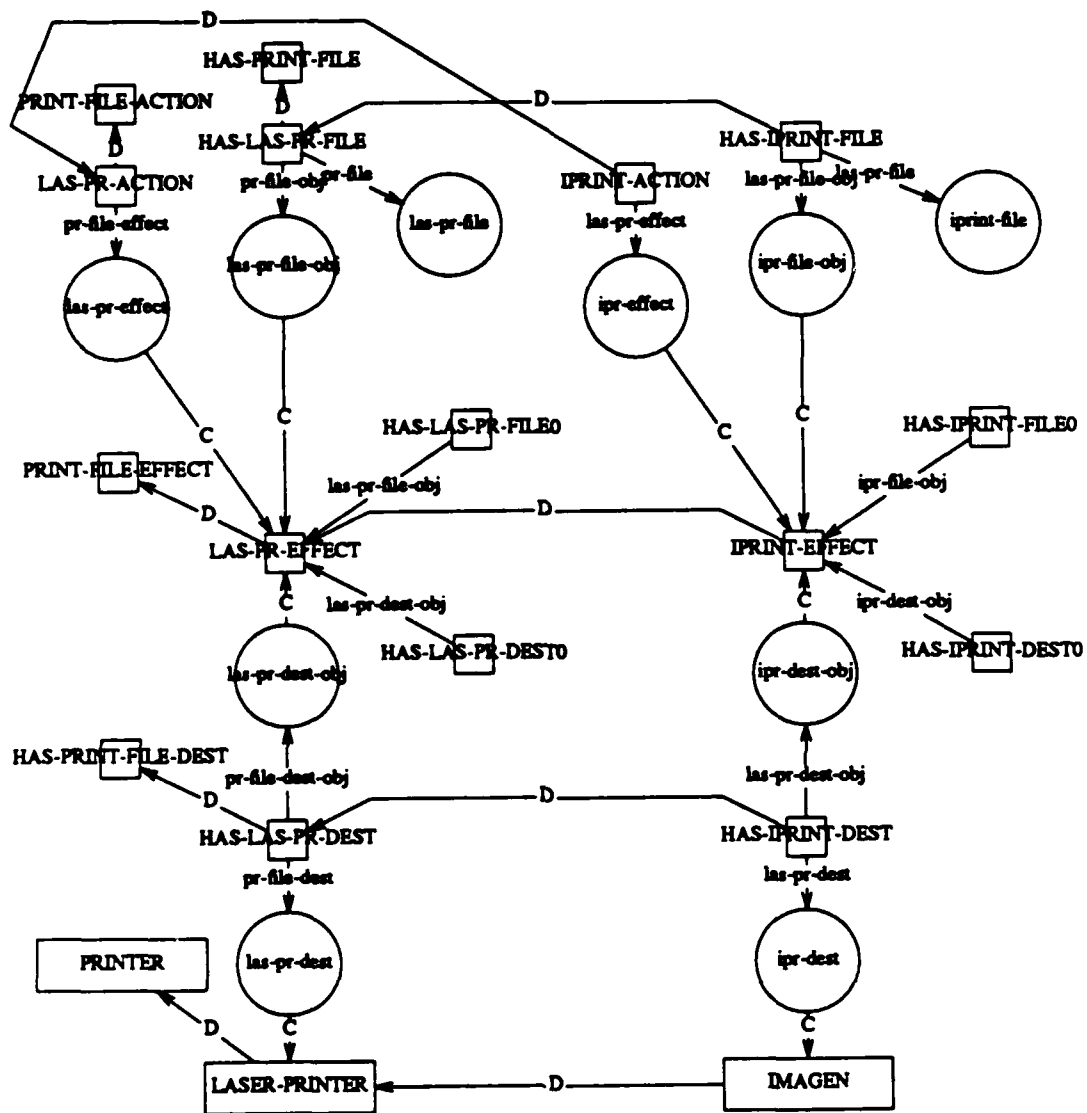 D
HAS-PRINT-FILE
PRINT-FILE-ACTION
D
D
D
HAS-LAS-PR-FILE
HAS-IPRINT-FILE
LAS-PR-ACTION
pr-file-obj
pr-file
IPRINT-ACTION
las-pr-file-obj
las-pr-file
pr-file-effect
las-pr-file
las-pr-effect
iprint-file
las-pr-file-obj
ipr-file-obj
las-pr-effect
ipr-effect
C
C
C
C
HAS-LAS-PR-FILE0
HAS-IPRINT-FILE0
PRINT-FILE-EFFECT
las-pr-file-obj
ipr-file-obj
D
D
LAS-PR-EFFECT
IPRINT-EFFECT
C
las-pr-dest-obj
C
ipr-dest-obj
HAS-LAS-PR-DEST0
HAS-IPRINT-DEST0
las-pr-dest-obj
ipr-dest-obj
HAS-PRINT-FILE-DEST
pr-file-dest-obj
las-pr-dest-obj
D
D
HAS-LAS-PR-DEST
HAS-IPRINT-DEST
pr-file-dest
las-pr-dest
PRINTER
las-pr-dest
ipr-dest
D
C
C
LASER-PRINTER
D
IMAGEN